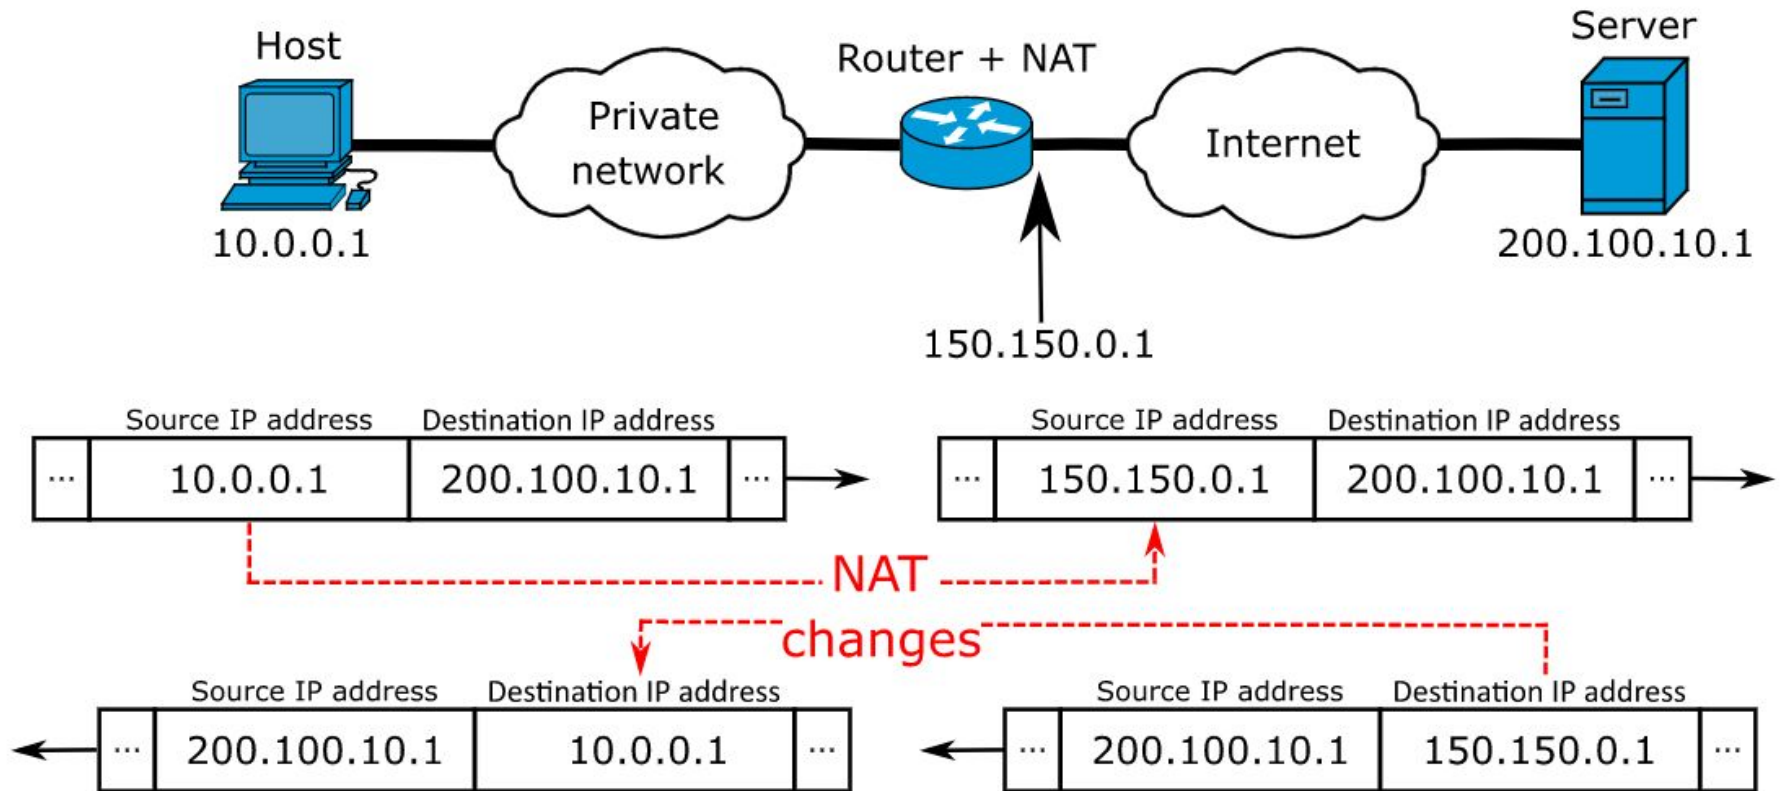 Host
Private
network
10.0.0.1
Router + NAT
150.150.0.1
Internet
Server
200.100.10.1
Source IP address Destination IP address
... 10.0.0.1 200.100.10.1 ...
Source IP address Destination IP address
... 150.150.0.1 200.100.10.1 ...
NAT
changes
Source IP address Destination IP address
... 200.100.10.1 10.0.0.1 ...
Source IP address Destination IP address
... 200.100.10.1 150.150.0.1 ...